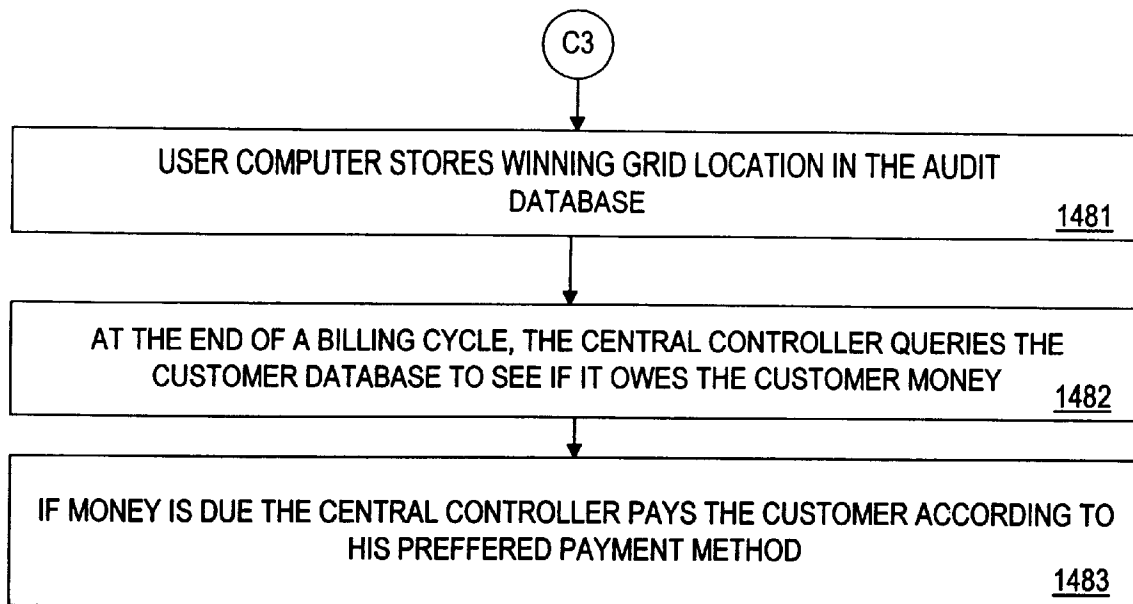 C3
USER COMPUTER STORES WINNING GRID LOCATION IN THE AUDIT
DATABASE
1481
AT THE END OF A BILLING CYCLE, THE CENTRAL CONTROLLER QUERIES THE
CUSTOMER DATABASE TO SEE IF IT OWES THE CUSTOMER MONEY
1482
IF MONEY IS DUE THE CENTRAL CONTROLLER PAYS THE CUSTOMER ACCORDING TO
HIS PREFFERED PAYMENT METHOD
1483